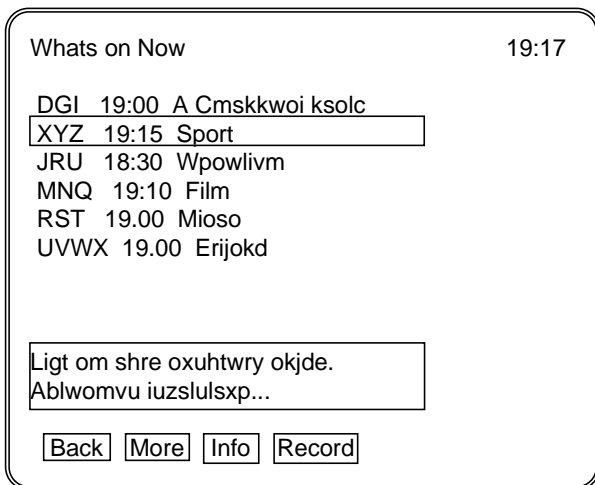 Whats on Now 19:17
DGI 19:00 A Cmskkwoi ksolc
XYZ 19:15 Sport
JRU 18:30 Wpowlivm
MNQ 19:10 Film
RST 19.00 Mioso
UVWX 19.00 Erijokd
Ligt om shre oxuhtwry okjde.
Ablwomvu iuzslulsxp...
Back More Info Record